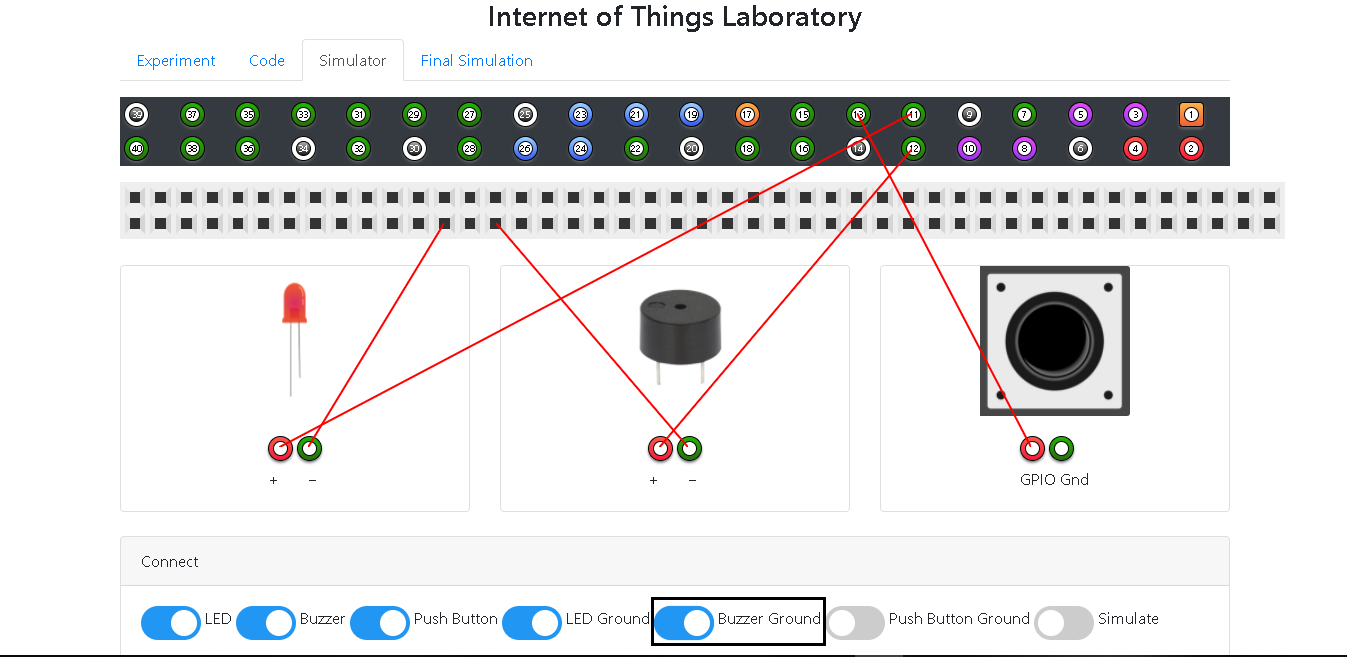 Internet of Things Laboratory
Experiment Code Simulator Final Simulation
39 37 35 33 31 29 27 25 23 21 19 17 15 13 11 9 7 5 3 1
40 38 36 34 32 30 28 26 24 22 20 18 16 14 12 10 8 6 4 2
+ − + − GPIO Gnd
Connect
LED Buzzer Push Button LED Ground Buzzer Ground Push Button Ground Simulate